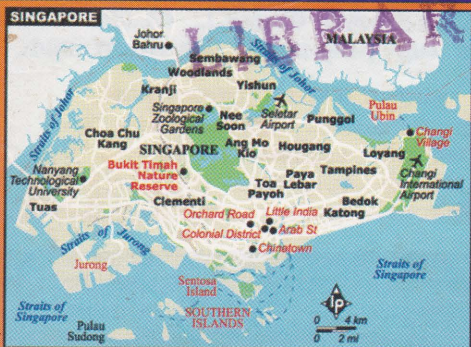 SINGAPORE
LIBRAR
Johor
Bahru
Straits of Johor
MALAYSIA
Sembawang
Woodlands
Yishun
Kranji
Straits of Johor
Singapore
Zoological
Gardens
Nee
Soon
Seletar
Airport
Punggol
Pulau
Ubin
Changi
Village
Choa Chu
Kang
SINGAPORE
Ang Mo
Kio
Hougang
Loyang
Nanyang
Technological
University
Bukit Timah
Nature
Reserve
Paya
Lebar
Tampines
Changi
International
Airport
Toa
Payoh
Tuas
Clementi
Bedok
Katong
Orchard Road
Little India
Colonial District
Arab St
Chinatown
Straits of Jurong
Jurong
Sentosa
Island
SOUTHERN
ISLANDS
Straits of
Singapore
Straits of
Singapore
Pulau
Sudong
lp
0 4 km
0 2 mi